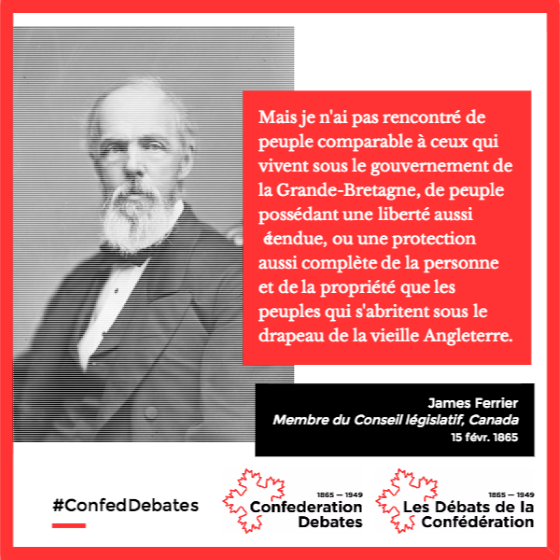 Mais je n'ai pas rencontré de
peuple comparable à ceux qui
vivent sous le gouvernement de
la Grande-Bretagne, de peuple
possédant une liberté aussi
étendue, ou une protection
aussi complète de la personne
et de la propriété que les
peuples qui s'abritent sous le
drapeau de la vieille Angleterre.
James Ferrier
Membre du Conseil législatif, Canada
15 févr. 1865
#ConfedDebates
1865 — 1949
Confederation
Debates
1865 — 1949
Les Débats de la
Confédération